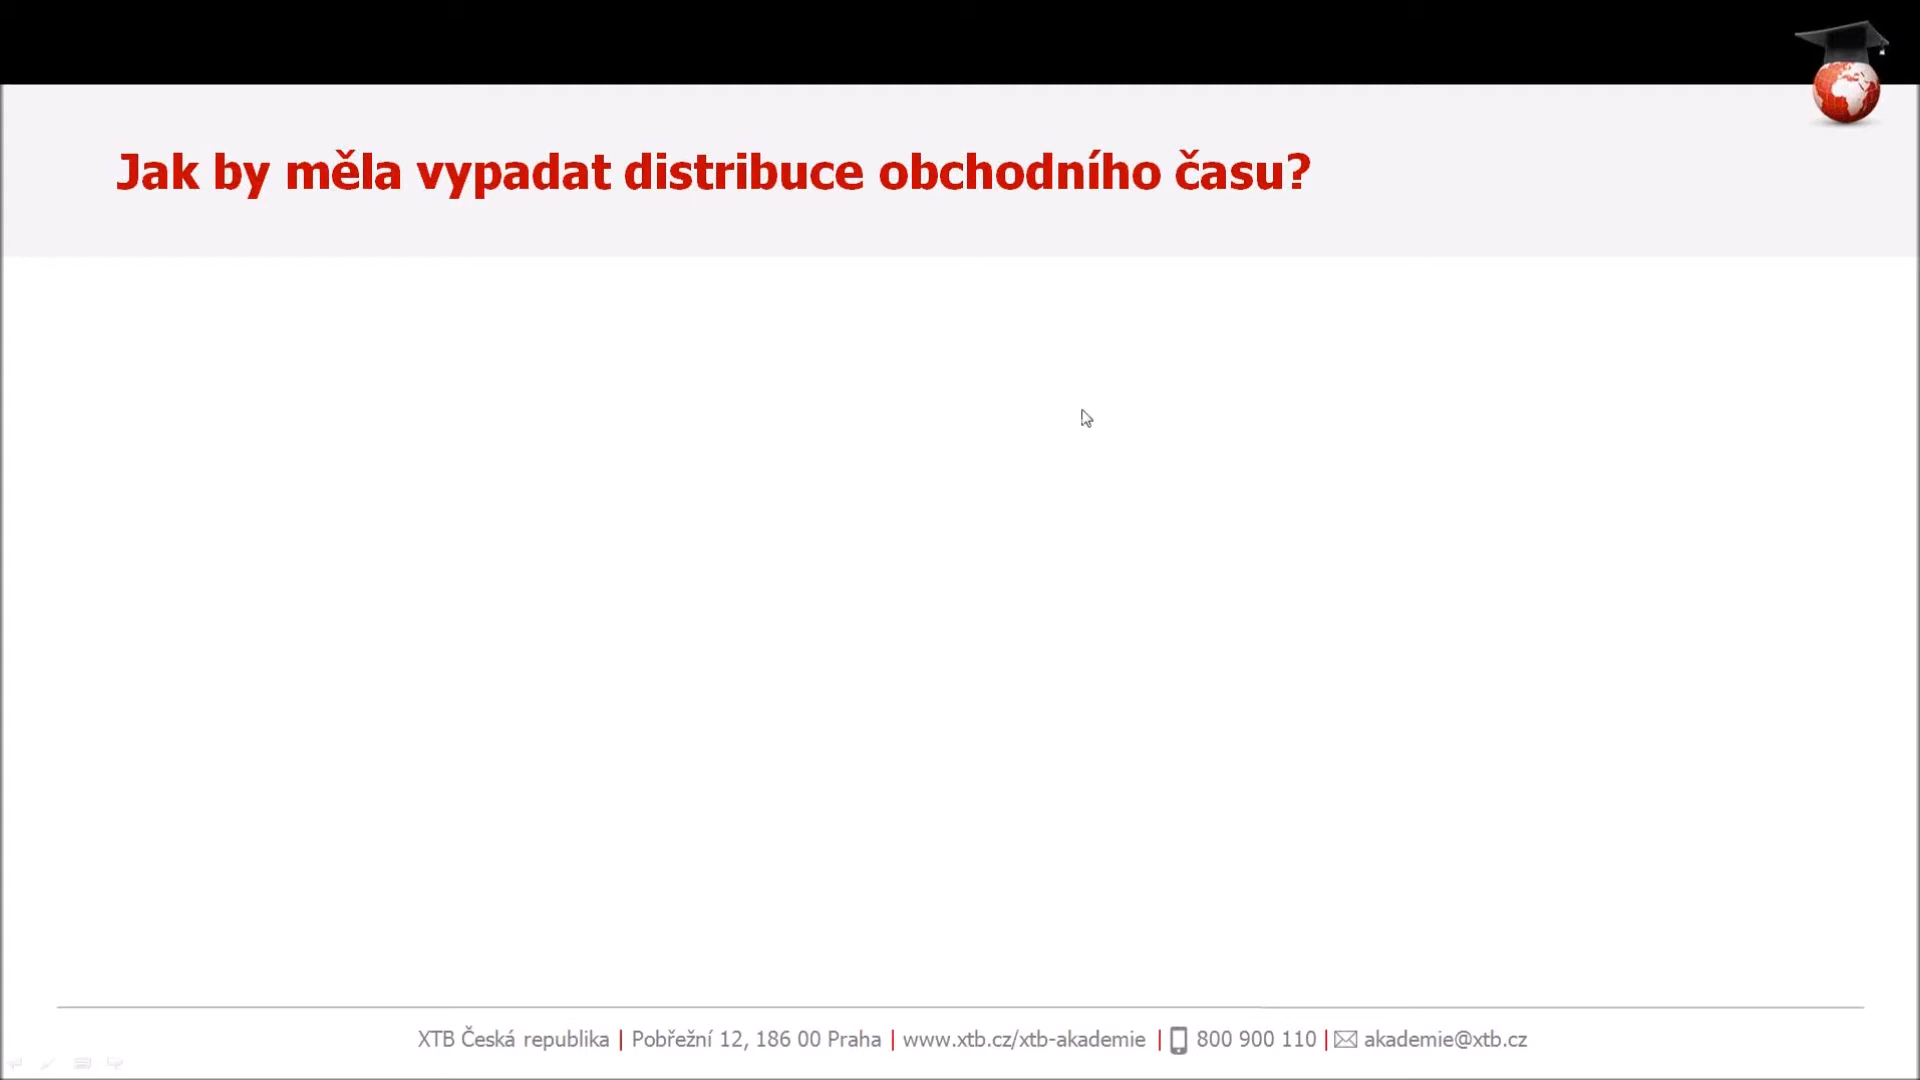 Jak by měla vypadat distribuce obchodního času?
XTB Česká republika | Pobřežní 12, 186 00 Praha | www.xtb.cz/xtb-akademie | 800 900 110 | akademie@xtb.cz